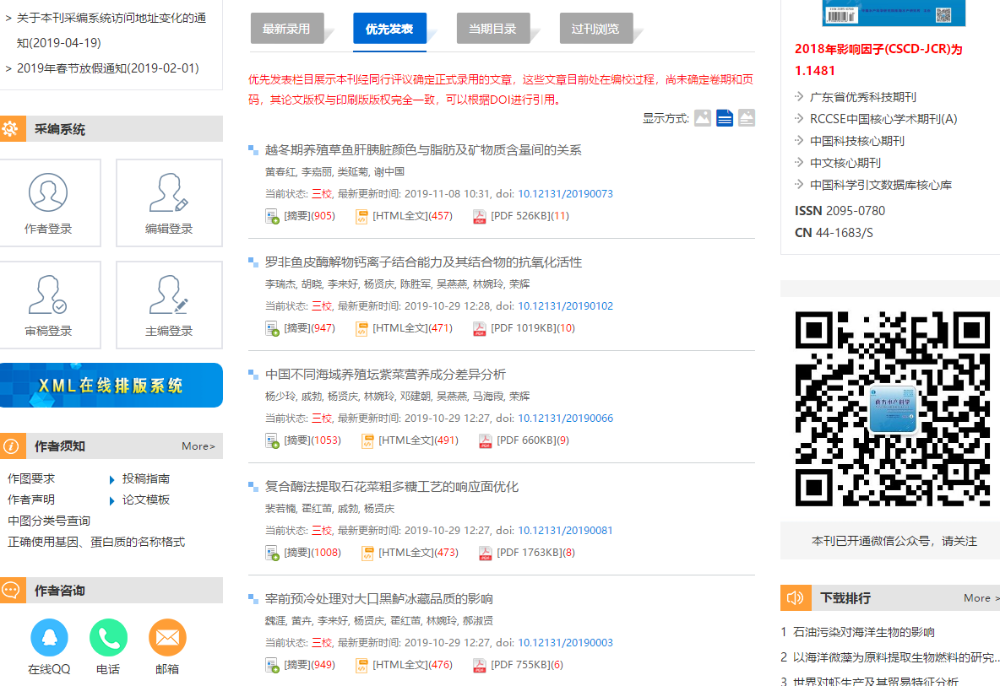 > 关于本刊采编系统访问地址变化的通
知(2019-04-19)
> 2019年春节放假通知(2019-02-01)
采编系统
作者登录
编辑登录
审稿登录
主编登录
XML在线排版系统
作者须知 More>
作图要求 投稿指南
作者声明 论文模板
中图分类号查询
正确使用基因、蛋白质的名称格式
作者咨询
在线QQ 电话 邮箱
最新录用 优先发表 当期目录 过刊浏览
优先发表栏目展示本刊经同行评议确定正式录用的文章，这些文章目前处在编校过程，尚未确定卷期和页
码，其论文版权与印刷版版权完全一致，可以根据DOI进行引用。
显示方式:
越冬期养殖草鱼肝胰脏颜色与脂肪及矿物质含量间的关系
黄春红, 李嘉丽, 类延菊, 谢中国
当前状态: 三校, 最新更新时间: 2019-11-08 10:31, doi: 10.12131/20190073
[摘要](905) [HTML全文](457) [PDF 526KB](11)
罗非鱼皮酶解物钙离子结合能力及其结合物的抗氧化活性
李瑞杰, 胡晓, 李来好, 杨贤庆, 陈胜军, 吴燕燕, 林婉玲, 荣辉
当前状态: 三校, 最新更新时间: 2019-10-29 12:28, doi: 10.12131/20190102
[摘要](947) [HTML全文](471) [PDF 1019KB](10)
中国不同海域养殖坛紫菜营养成分差异分析
杨少玲, 戚勃, 杨贤庆, 林婉玲, 邓建朝, 吴燕燕, 马海霞, 荣辉
当前状态: 三校, 最新更新时间: 2019-10-29 12:27, doi: 10.12131/20190066
[摘要](1053) [HTML全文](491) [PDF 660KB](9)
复合酶法提取石花菜粗多糖工艺的响应面优化
裴若楠, 翟红蕾, 戚勃, 杨贤庆
当前状态: 三校, 最新更新时间: 2019-10-29 12:27, doi: 10.12131/20190081
[摘要](1008) [HTML全文](473) [PDF 1763KB](8)
宰前预冷处理对大口黑鲈冰藏品质的影响
魏涯, 黄卉, 李来好, 杨贤庆, 翟红蕾, 林婉玲, 郝淑贤
当前状态: 三校, 最新更新时间: 2019-10-29 12:27, doi: 10.12131/20190003
[摘要](949) [HTML全文](476) [PDF 755KB](6)
2018年影响因子(CSCD-JCR)为
1.1481
广东省优秀科技期刊
RCCSE中国核心学术期刊(A)
中国科技核心期刊
中文核心期刊
中国科学引文数据库核心库
ISSN 2095-0780
CN 44-1683/S
南方水产科学
本刊已开通微信公众号，请关注
下载排行 More >
1 石油污染对海洋生物的影响
2 以海洋微藻为原料提取生物燃料的研究...
3 世界对虾生产及其贸易特征分析